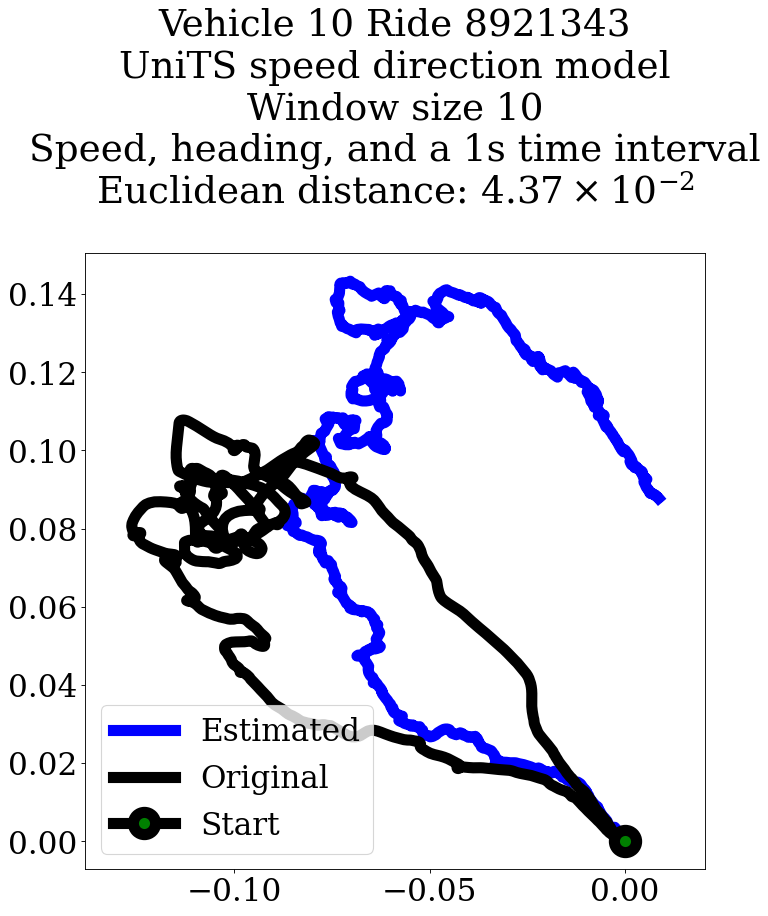 Vehicle 10 Ride 8921343
UniTS speed direction model
Window size 10
Speed, heading, and a 1s time interval
Euclidean distance: 4.37 × 10⁻²
0.14
0.12
0.10
0.08
0.06
0.04
0.02
0.00
Estimated
Original
Start
−0.10 −0.05 0.00